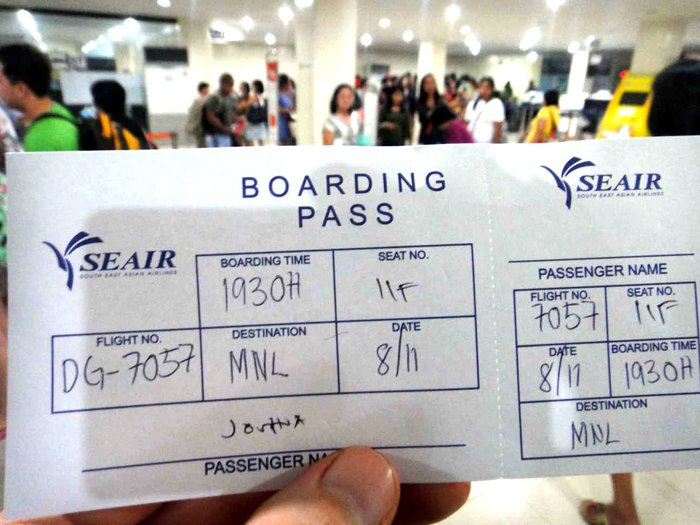 BOARDING
PASS
SEAIR
SOUTH EAST ASIAN AIRLINES
BOARDING TIME
1930H
SEAT NO.
11F
FLIGHT NO.
DG-7057
DESTINATION
MNL
DATE
8/11
PASSENGER
SEAIR
SOUTH EAST ASIAN AIRLINES
PASSENGER NAME
FLIGHT NO.
7057
SEAT NO.
11F
DATE
8/11
BOARDING TIME
1930H
DESTINATION
MNL